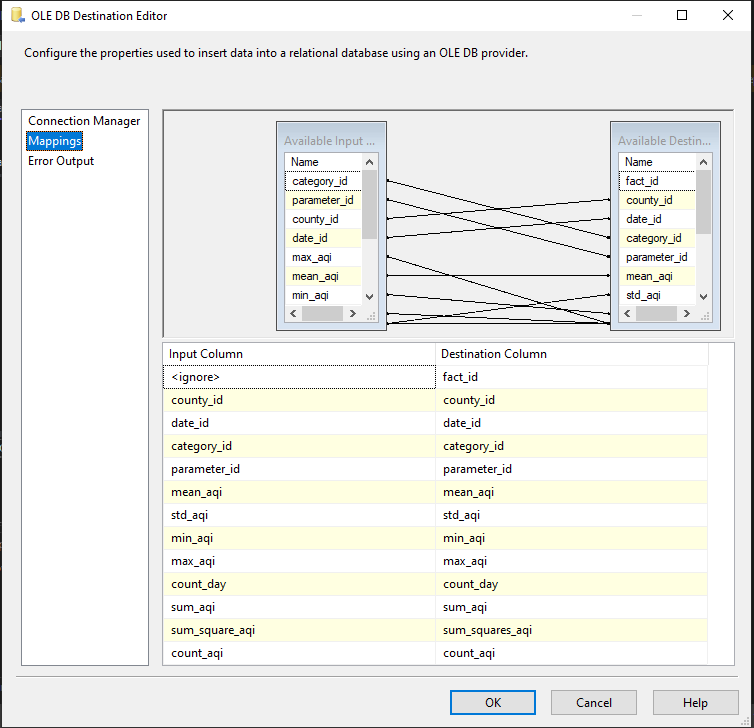 OLE DB Destination Editor
Configure the properties used to insert data into a relational database using an OLE DB provider.
Connection Manager
Mappings
Error Output
Available Input ...
Name
category_id
parameter_id
county_id
date_id
max_aqi
mean_aqi
min_aqi
Available Destin...
Name
fact_id
county_id
date_id
category_id
parameter_id
mean_aqi
std_aqi
Input Column Destination Column
<ignore> fact_id
county_id county_id
date_id date_id
category_id category_id
parameter_id parameter_id
mean_aqi mean_aqi
std_aqi std_aqi
min_aqi min_aqi
max_aqi max_aqi
count_day count_day
sum_aqi sum_aqi
sum_square_aqi sum_squares_aqi
count_aqi count_aqi
OK Cancel Help